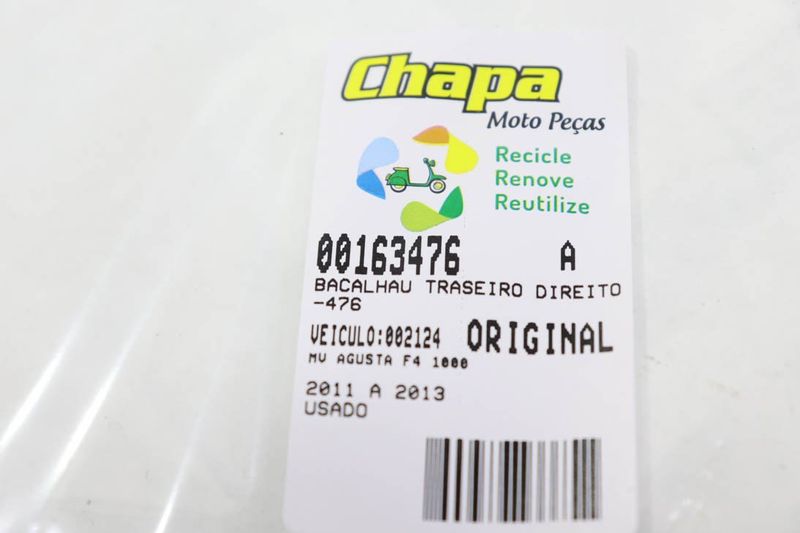 Chapa
Moto Peças
Recicle
Renove
Reutilize
00163476 A
BACALHAU TRASEIRO DIREITO
-476
VEICULO:002124 ORIGINAL
MV AGUSTA F4 1000
2011 A 2013
USADO